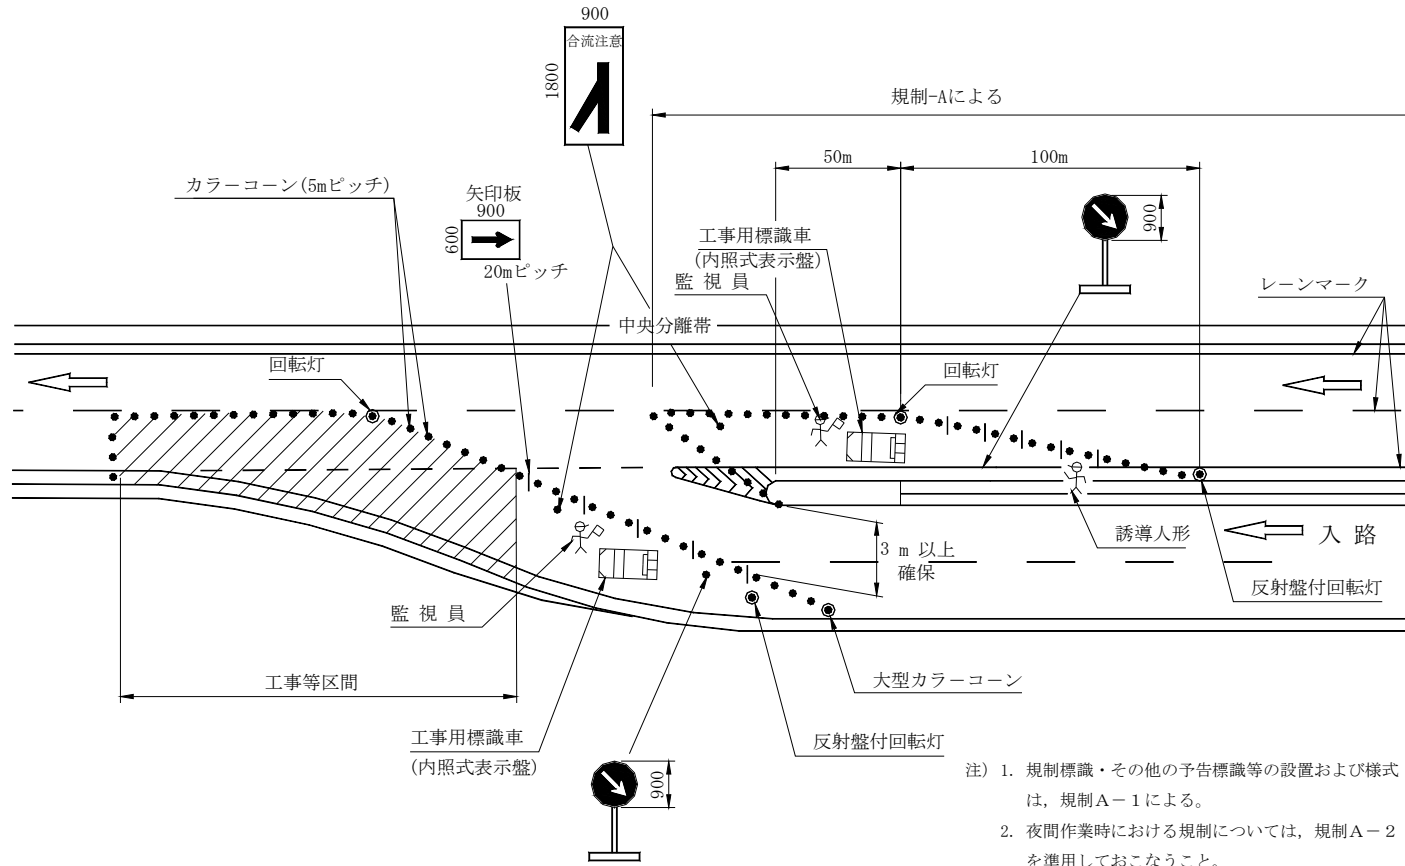 900
合流注意
1800
規制-Aによる
50m
100m
カラーコーン(5mピッチ)
矢印板
900
600
20mピッチ
工事用標識車
(内照式表示盤)
監 視 員
900
レーンマーク
中央分離帯
回転灯
回転灯
3 m 以上
確保
誘導人形
入 路
反射盤付回転灯
監 視 員
工事等区間
大型カラーコーン
工事用標識車
(内照式表示盤)
反射盤付回転灯
900
注) 1. 規制標識・その他の予告標識等の設置および様式
は, 規制A-1による。
2. 夜間作業時における規制については, 規制A-2
を準用しておこなうこと。